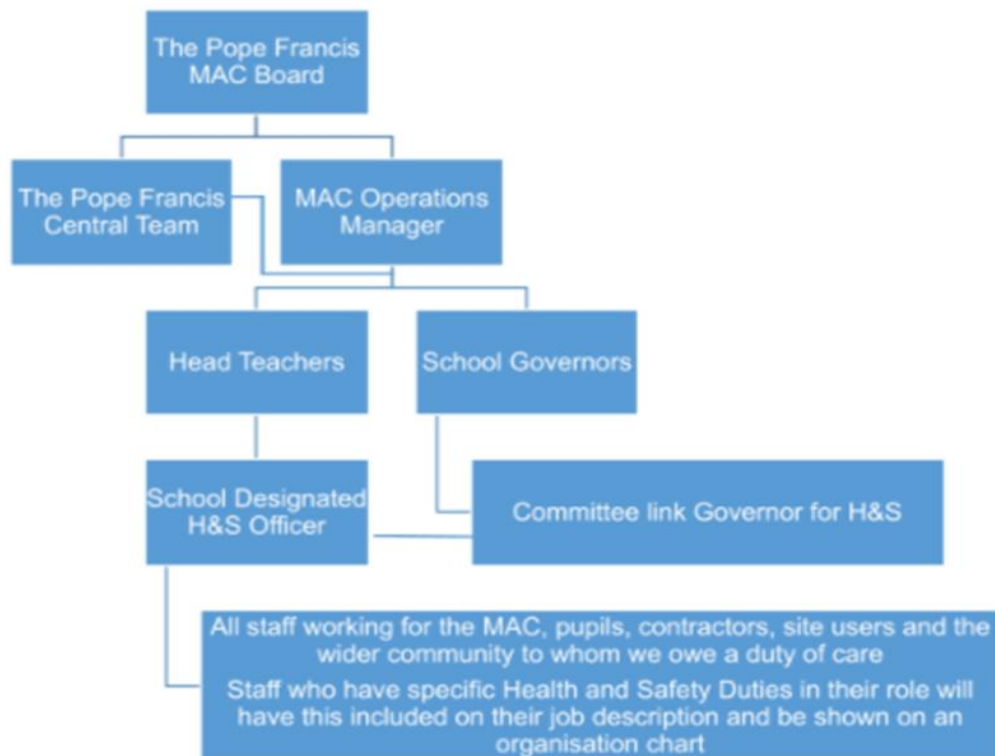 The Pope Francis
MAC Board
The Pope Francis
Central Team
MAC Operations
Manager
Head Teachers
School Governors
School Designated
H&S Officer
Committee link Governor for H&S
All staff working for the MAC, pupils, contractors, site users and the
wider community to whom we owe a duty of care
Staff who have specific Health and Safety Duties in their role will
have this included on their job description and be shown on an
organisation chart